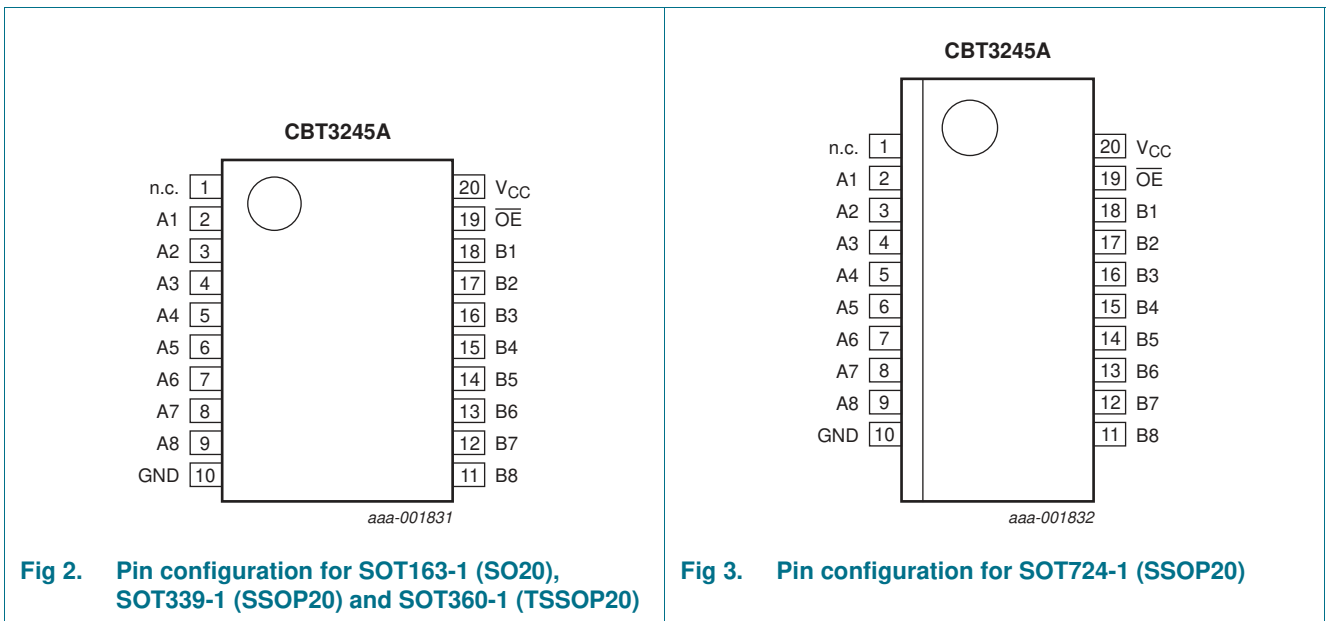 CBT3245A
n.c. 1 20 VCC
A1 2 19 OE
A2 3 18 B1
A3 4 17 B2
A4 5 16 B3
A5 6 15 B4
A6 7 14 B5
A7 8 13 B6
A8 9 12 B7
GND 10 11 B8
aaa-001831
Fig 2. Pin configuration for SOT163-1 (SO20),
SOT339-1 (SSOP20) and SOT360-1 (TSSOP20)
CBT3245A
n.c. 1 20 VCC
A1 2 19 OE
A2 3 18 B1
A3 4 17 B2
A4 5 16 B3
A5 6 15 B4
A6 7 14 B5
A7 8 13 B6
A8 9 12 B7
GND 10 11 B8
aaa-001832
Fig 3. Pin configuration for SOT724-1 (SSOP20)